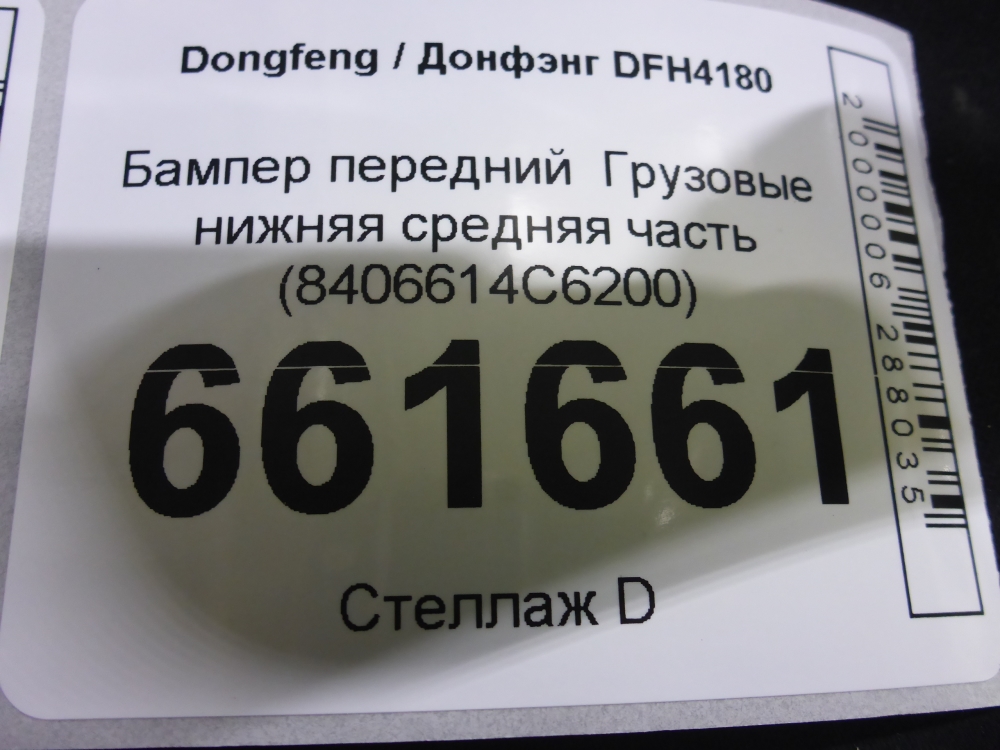 Dongfeng / Донфэнг DFH4180
Бампер передний Грузовые
нижняя средняя часть
(8406614C6200)
661661
Стеллаж D
2000006288035